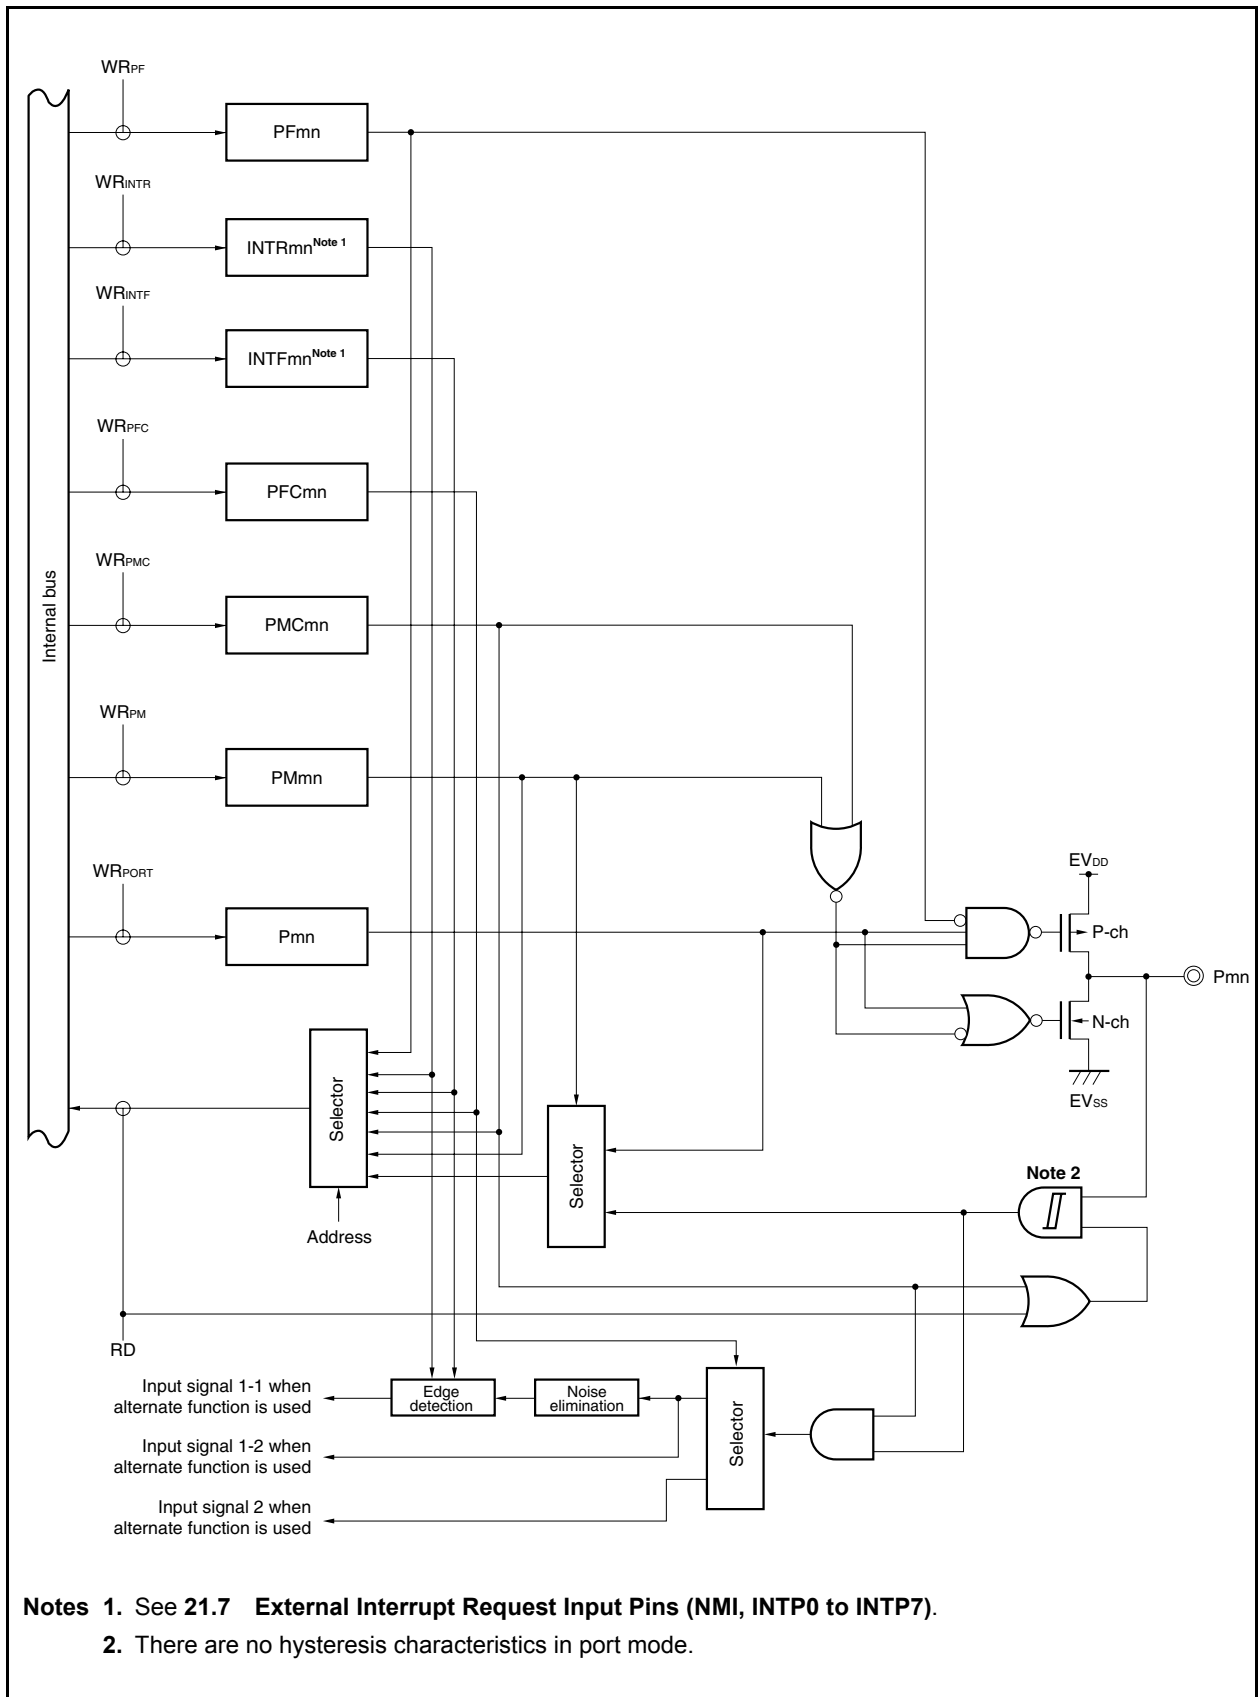 WRPF
PFmn
WRINTR
INTRmnNote 1
WRINTF
INTFmnNote 1
WRPFC
PFCmn
WRPMC
PMCmn
Internal bus
WRPM
PMmn
WRPORT
Pmn
EVDD
P-ch
Pmn
N-ch
EVSS
Selector
Selector
Note 2
Address
RD
Input signal 1-1 when
alternate function is used
Edge
detection
Noise
elimination
Selector
Input signal 1-2 when
alternate function is used
Input signal 2 when
alternate function is used
Notes 1. See 21.7 External Interrupt Request Input Pins (NMI, INTP0 to INTP7).
2. There are no hysteresis characteristics in port mode.